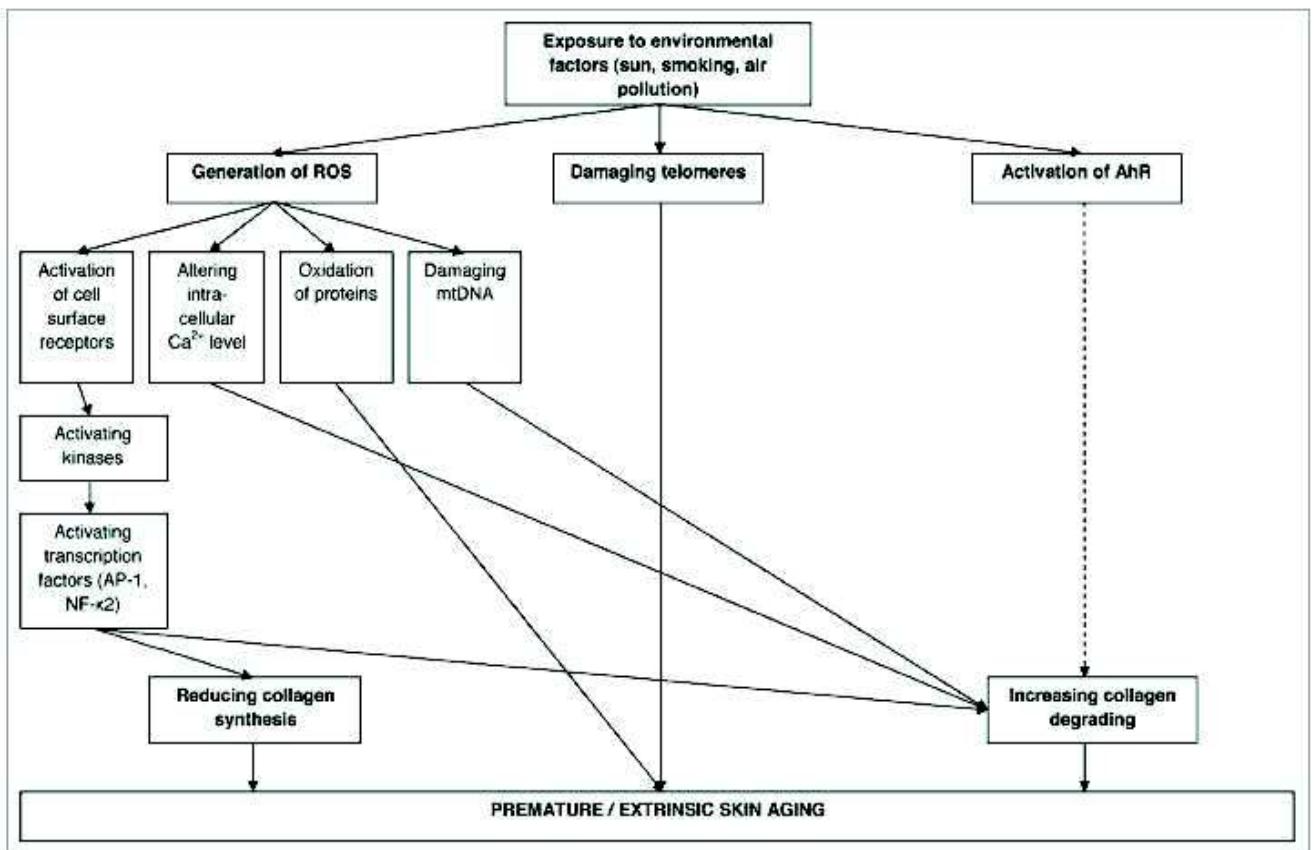 Exposure to environmental
factors (sun, smoking, air
pollution)
Generation of ROS
Damaging telomeres
Activation of AhR
Activation
of cell
surface
receptors
Altering
intra-
cellular
Ca²⁺ level
Oxidation
of proteins
Damaging
mtDNA
Activating
kinases
Activating
transcription
factors (AP-1,
NF-κ2)
Reducing collagen
synthesis
Increasing collagen
degrading
PREMATURE / EXTRINSIC SKIN AGING